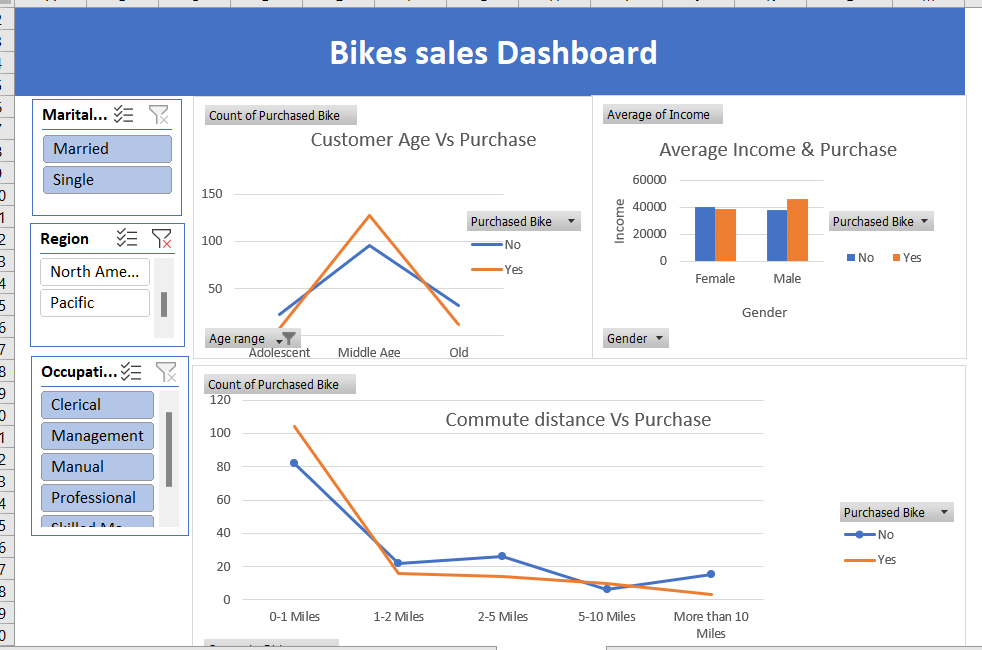 Bikes sales Dashboard
Marital...
Married
Single
Region
North Ame...
Pacific
Occupati...
Clerical
Management
Manual
Professional
Count of Purchased Bike
Customer Age Vs Purchase
150
100
50
Purchased Bike
No
Yes
Age range
Adolescent Middle Age Old
Average of Income
Average Income & Purchase
60000
40000
20000
0
Income
Female Male
Gender
Purchased Bike
No Yes
Gender
Count of Purchased Bike
Commute distance Vs Purchase
120
100
80
60
40
20
0
0-1 Miles 1-2 Miles 2-5 Miles 5-10 Miles More than 10
Miles
Purchased Bike
No
Yes